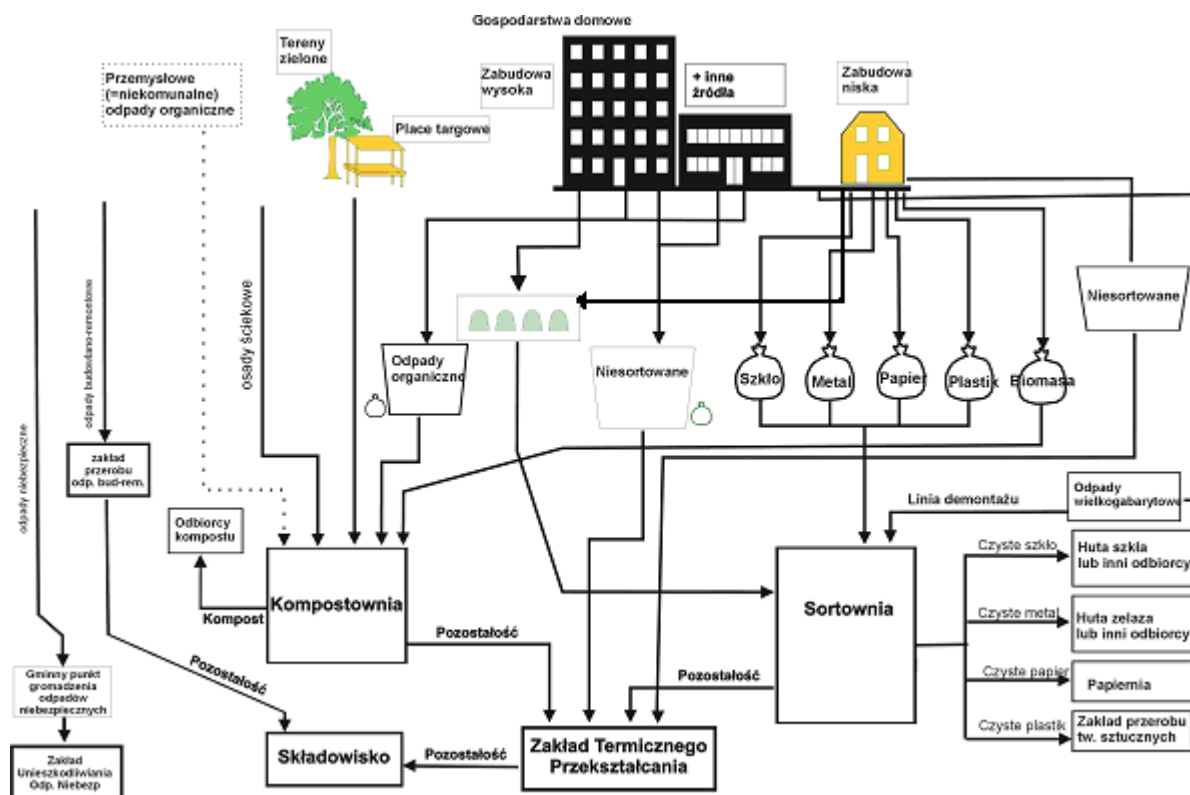 Gospodarstwa domowe
Tereny
zielone
Przemysłowe
(=niekomunalne)
odpady organiczne
Place targowe
Zabudowa
wysoka
+ inne
źródła
Zabudowa
niska
odpady niebezpieczne
odpady budowdano-remontowe
osady ściekowe
Odpady
organiczne
Niesortowane
Szkło
Metal
Papier
Plastik
Biomasa
Niesortowane
zakład
przerobu
odp. bud-rem.
Odbiorcy
kompostu
Kompost
Kompostownia
Pozostałość
Linia demontażu
Odpady
wielkogabarytowe
Sortownia
Czyste szkło
Huta szkła
lub inni odbiorcy
Czyste metal
Huta zelaza
lub inni odbiorcy
Czyste papier
Papiernia
Czyste plastik
Zakład przerobu
tw. sztucznych
Pozostałość
Pozostałość
Gminny punkt
gromadzenia
odpadów
niebezpiecznych
Zakład
Unieszkodliwiania
Odp. Niebezp
Składowisko
Pozostałość
Zakład Termicznego
Przekształcania